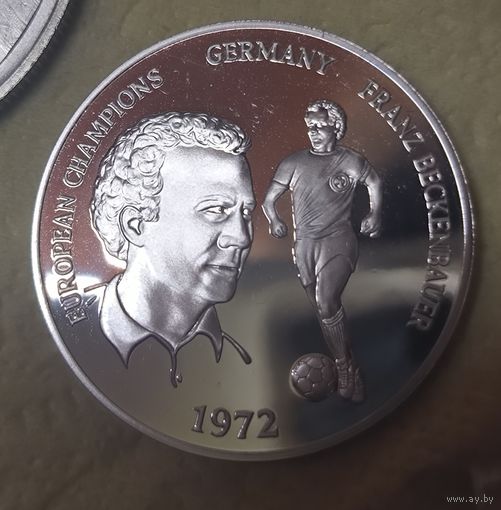 EUROPEAN CHAMPIONS GERMANY FRANZ BECKENBAUER
1972
www.ay.by